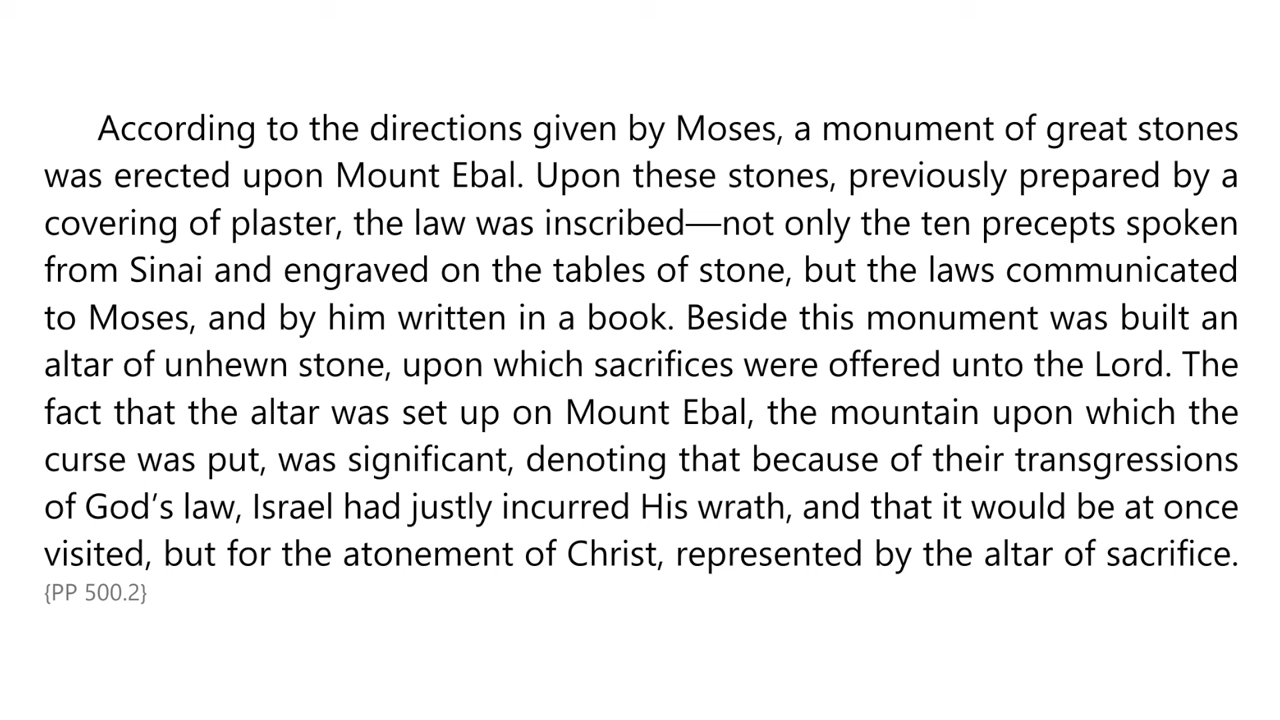 According to the directions given by Moses, a monument of great stones
was erected upon Mount Ebal. Upon these stones, previously prepared by a
covering of plaster, the law was inscribed—not only the ten precepts spoken
from Sinai and engraved on the tables of stone, but the laws communicated
to Moses, and by him written in a book. Beside this monument was built an
altar of unhewn stone, upon which sacrifices were offered unto the Lord. The
fact that the altar was set up on Mount Ebal, the mountain upon which the
curse was put, was significant, denoting that because of their transgressions
of God’s law, Israel had justly incurred His wrath, and that it would be at once
visited, but for the atonement of Christ, represented by the altar of sacrifice.
{PP 500.2}